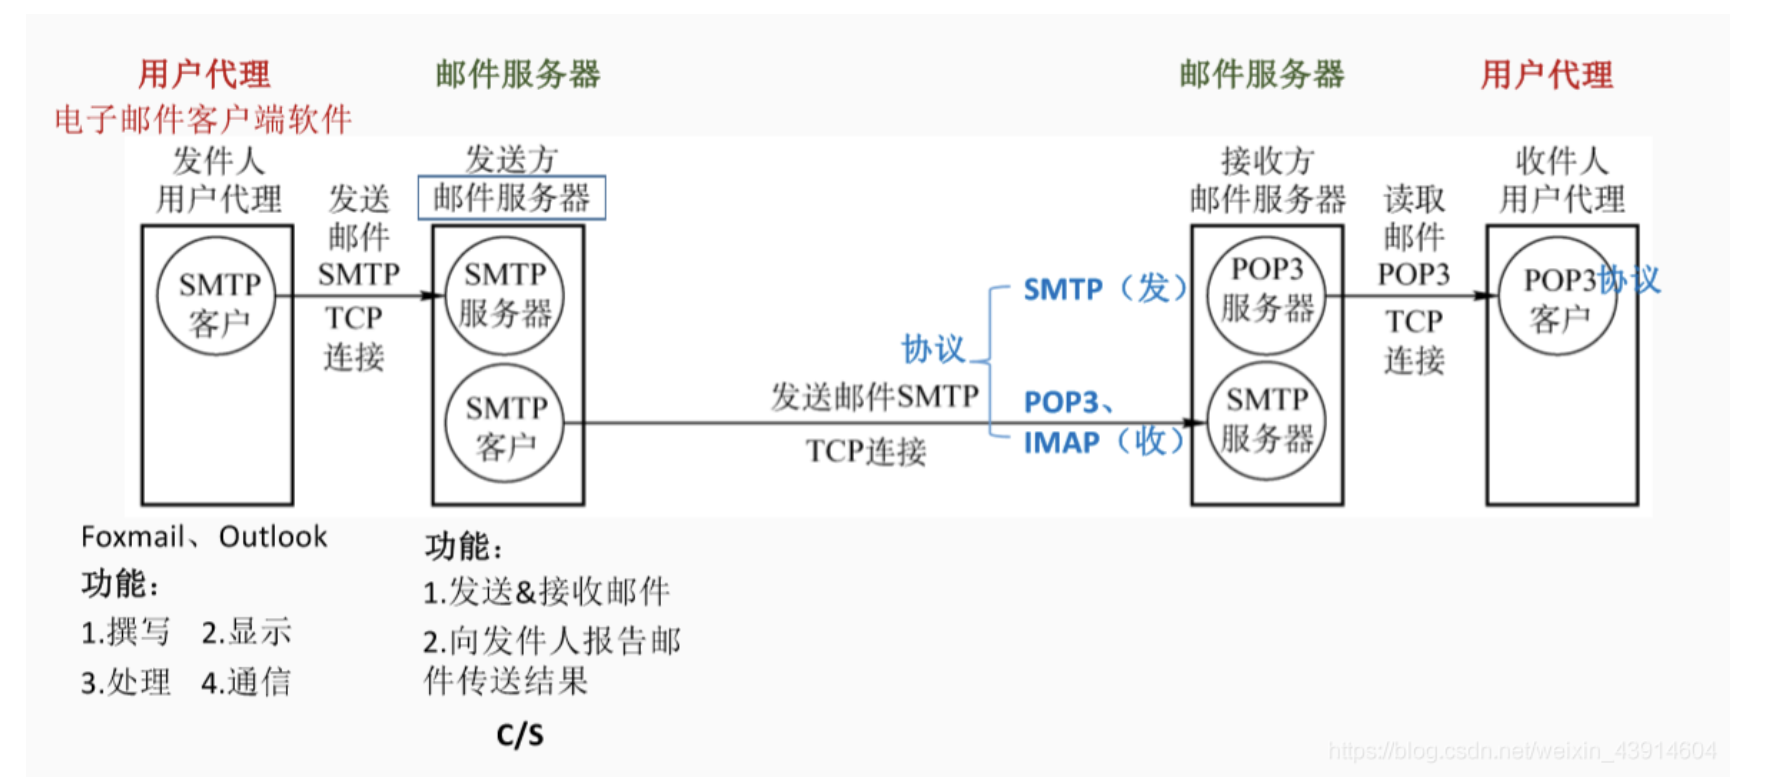 用户代理
邮件服务器
邮件服务器
用户代理
电子邮件客户端软件
发件人
用户代理
发送
邮件
SMTP
TCP
连接
发送方
邮件服务器
接收方
邮件服务器
读取
邮件
POP3
TCP
连接
收件人
用户代理
SMTP
客户
SMTP
服务器
SMTP
客户
发送邮件SMTP
TCP连接
协议
SMTP（发）
POP3、
IMAP（收）
POP3
服务器
SMTP
服务器
POP3
客户
协议
Foxmail、Outlook
功能：
1.撰写 2.显示
3.处理 4.通信
功能：
1.发送&接收邮件
2.向发件人报告邮
件传送结果
C/S
https://blog.csdn.net/weixin_43914604